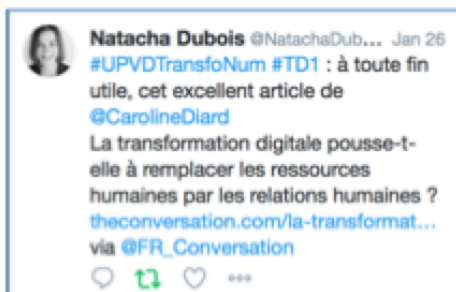 Natacha Dubois @NatachaDub... Jan 26
#UPVDTransfoNum #TD1 : à toute fin
utile, cet excellent article de
@CarolineDiard
La transformation digitale pousse-t-
elle à remplacer les ressources
humaines par les relations humaines ?
theconversation.com/la-transformat...
via @FR_Conversation